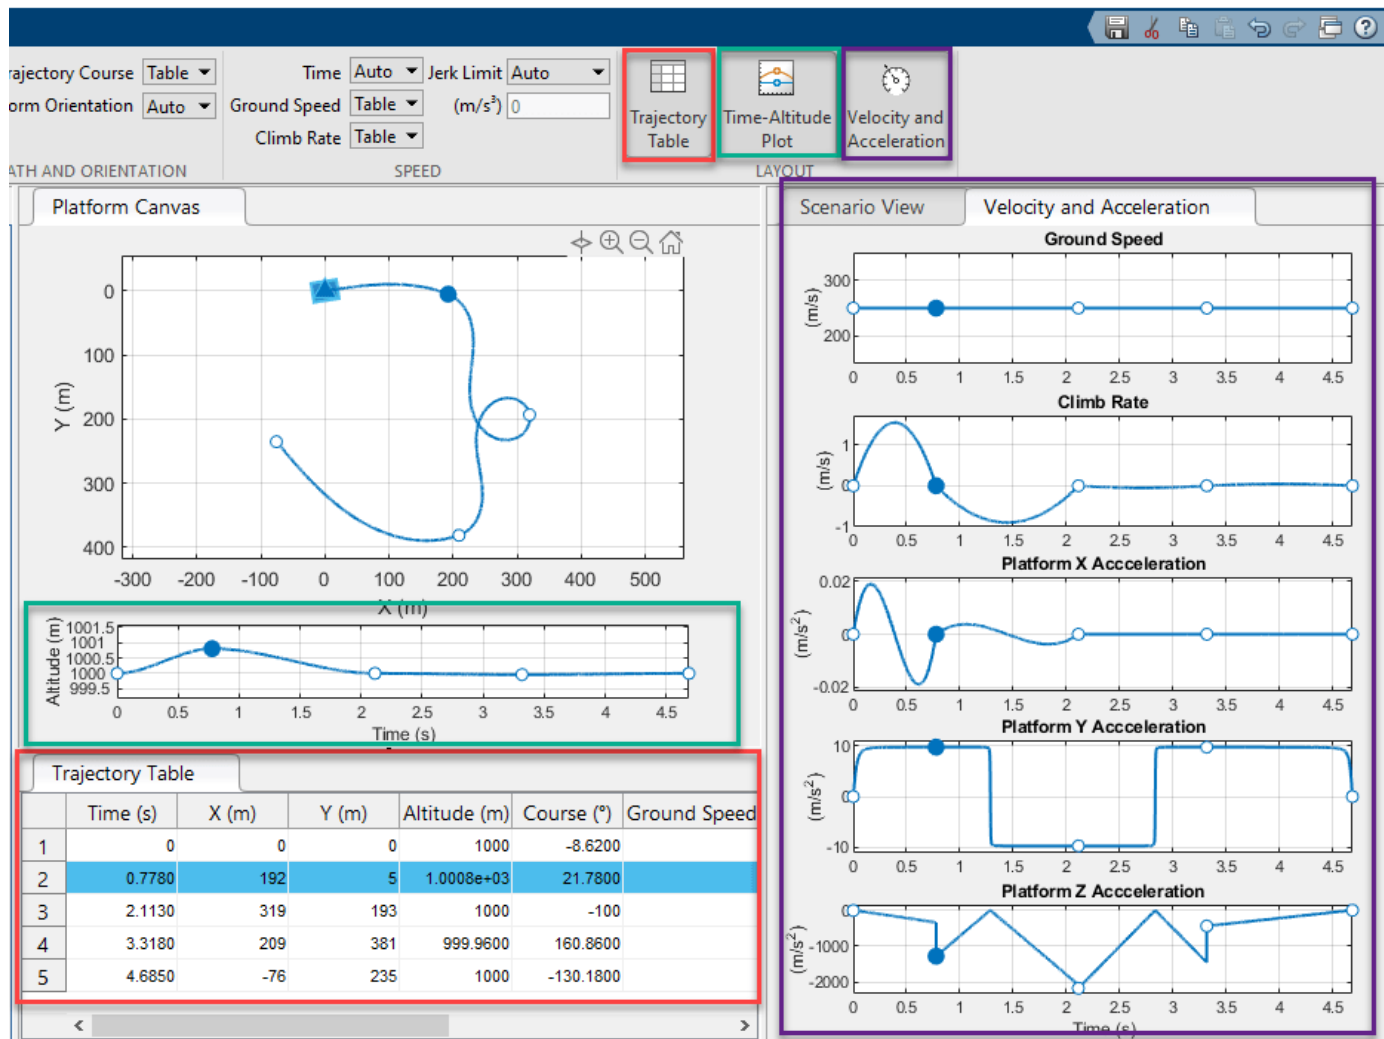 rajectory Course Table
Time Auto Jerk Limit Auto
orm Orientation Auto
Ground Speed Table (m/s³) 0
Climb Rate Table
Trajectory Table
Time-Altitude Plot
Velocity and Acceleration
ATH AND ORIENTATION
SPEED
LAYOUT
Platform Canvas
0
100
200
300
400
Y (m)
-300 -200 -100 0 100 200 300 400 500
X (m)
Altitude (m)
1001.5
1001
1000.5
1000
999.5
0 0.5 1 1.5 2 2.5 3 3.5 4 4.5
Time (s)
Trajectory Table
Time (s) X (m) Y (m) Altitude (m) Course (°) Ground Speed
1 0 0 0 1000 -8.6200
2 0.7780 192 5 1.0008e+03 21.7800
3 2.1130 319 193 1000 -100
4 3.3180 209 381 999.9600 160.8600
5 4.6850 -76 235 1000 -130.1800
Scenario View
Velocity and Acceleration
Ground Speed
300
200
(m/s)
0 0.5 1 1.5 2 2.5 3 3.5 4 4.5
Climb Rate
1
0
-1
(m/s)
0 0.5 1 1.5 2 2.5 3 3.5 4 4.5
Platform X Accceleration
0.02
0
-0.02
(m/s²)
0 0.5 1 1.5 2 2.5 3 3.5 4 4.5
Platform Y Accceleration
10
0
-10
(m/s²)
0 0.5 1 1.5 2 2.5 3 3.5 4 4.5
Platform Z Accceleration
0
-1000
-2000
(m/s²)
0 0.5 1 1.5 2 2.5 3 3.5 4 4.5
Time (s)